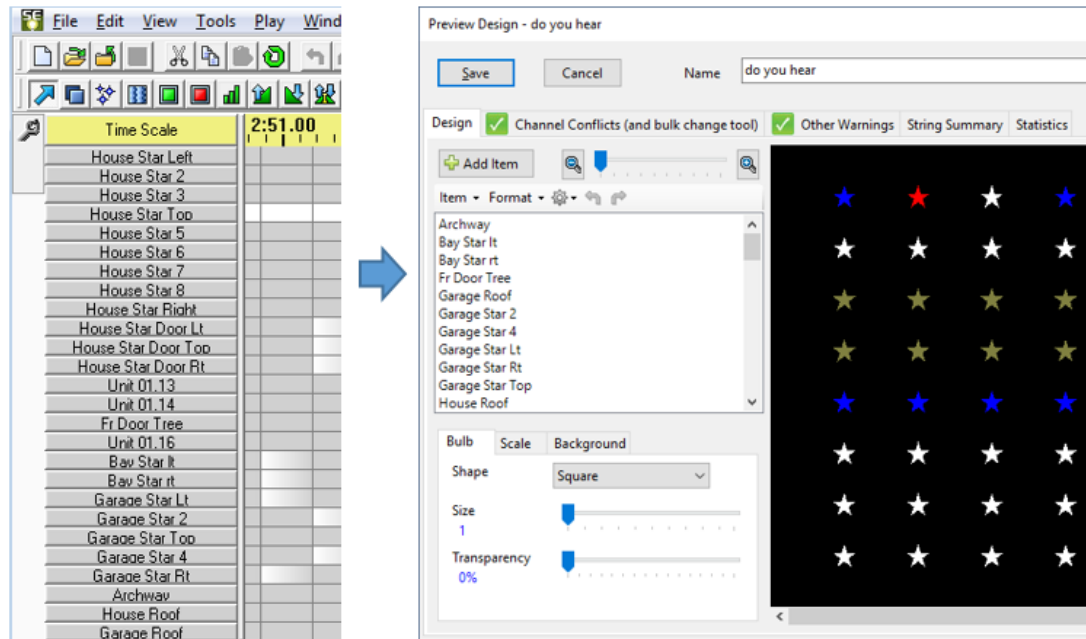 File Edit View Tools Play Wind
Time Scale
2:51.00
House Star Left
House Star 2
House Star 3
House Star Top
House Star 5
House Star 6
House Star 7
House Star 8
House Star Right
House Star Door Lt
House Star Door Top
House Star Door Rt
Unit 01.13
Unit 01.14
Fr Door Tree
Unit 01.16
Bay Star lt
Bay Star rt
Garage Star Lt
Garage Star 2
Garage Star Top
Garage Star 4
Garage Star Rt
Archway
House Roof
Garage Roof
Preview Design - do you hear
Save Cancel Name do you hear
Design Channel Conflicts (and bulk change tool) Other Warnings String Summary Statistics
Add Item
Item Format
Archway
Bay Star lt
Bay Star rt
Fr Door Tree
Garage Roof
Garage Star 2
Garage Star 4
Garage Star Lt
Garage Star Rt
Garage Star Top
House Roof
Bulb Scale Background
Shape Square
Size
1
Transparency
0%